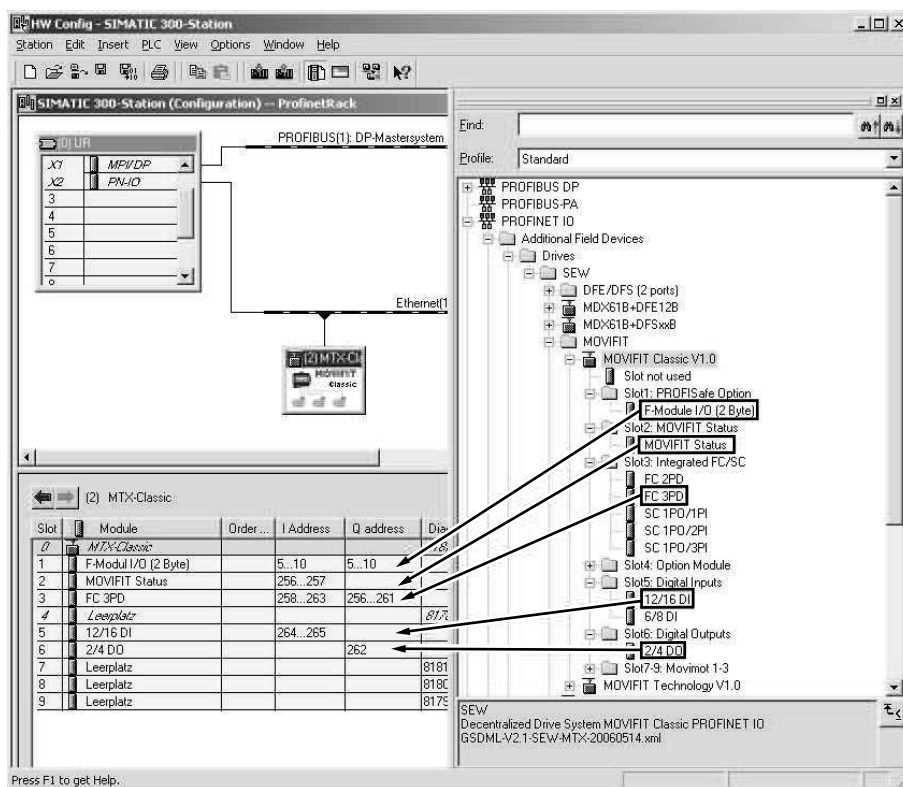 HW Config - SIMATIC 300-Station
Station Edit Insert PLC View Options Window Help
SIMATIC 300-Station (Configuration) -- ProfinetRack
(0) UR
X1 MPI/DP
X2 PN-IO
3
4
5
6
7
PROFIBUS(1): DP-Mastersystem
Ethernet(1
(2) MTX-Cl
MOVIFIT
Classic
Find:
Profile: Standard
PROFIBUS DP
PROFIBUS-PA
PROFINET IO
Additional Field Devices
Drives
SEW
DFE/DFS (2 ports)
MDX61B+DFE12B
MDX61B+DFSxxB
MOVIFIT
MOVIFIT Classic V1.0
Slot not used
Slot1: PROFISafe Option
F-Module I/O (2 Byte)
Slot2: MOVIFIT Status
MOVIFIT Status
Slot3: Integrated FC/SC
FC 2PD
FC 3PD
SC 1PO/1PI
SC 1PO/2PI
SC 1PO/3PI
Slot4: Option Module
Slot5: Digital Inputs
12/16 DI
6/8 DI
Slot6: Digital Outputs
2/4 DO
Slot7-9: Movimot 1-3
MOVIFIT Technology V1.0
(2) MTX-Classic
Slot Module Order ... I Address Q address Dia
0 MTX-Classic 818
1 F-Modul I/O (2 Byte) 5...10 5...10
2 MOVIFIT Status 256...257
3 FC 3PD 258...263 256...261
4 Leerplatz 817
5 12/16 DI 264...265
6 2/4 DO 262
7 Leerplatz 8181
8 Leerplatz 8180
9 Leerplatz 8179
SEW
Decentralized Drive System MOVIFIT Classic PROFINET IO
GSDML-V2.1-SEW-MTX-20060514.xml
Press F1 to get Help.